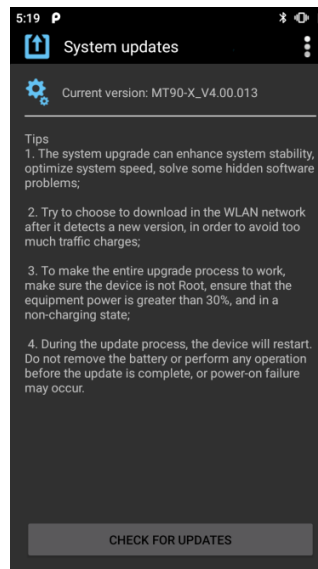 5:19 P
System updates
Current version: MT90-X_V4.00.013
Tips
1. The system upgrade can enhance system stability,
optimize system speed, solve some hidden software
problems;
2. Try to choose to download in the WLAN network
after it detects a new version, in order to avoid too
much traffic charges;
3. To make the entire upgrade process to work,
make sure the device is not Root, ensure that the
equipment power is greater than 30%, and in a
non-charging state;
4. During the update process, the device will restart.
Do not remove the battery or perform any operation
before the update is complete, or power-on failure
may occur.
CHECK FOR UPDATES